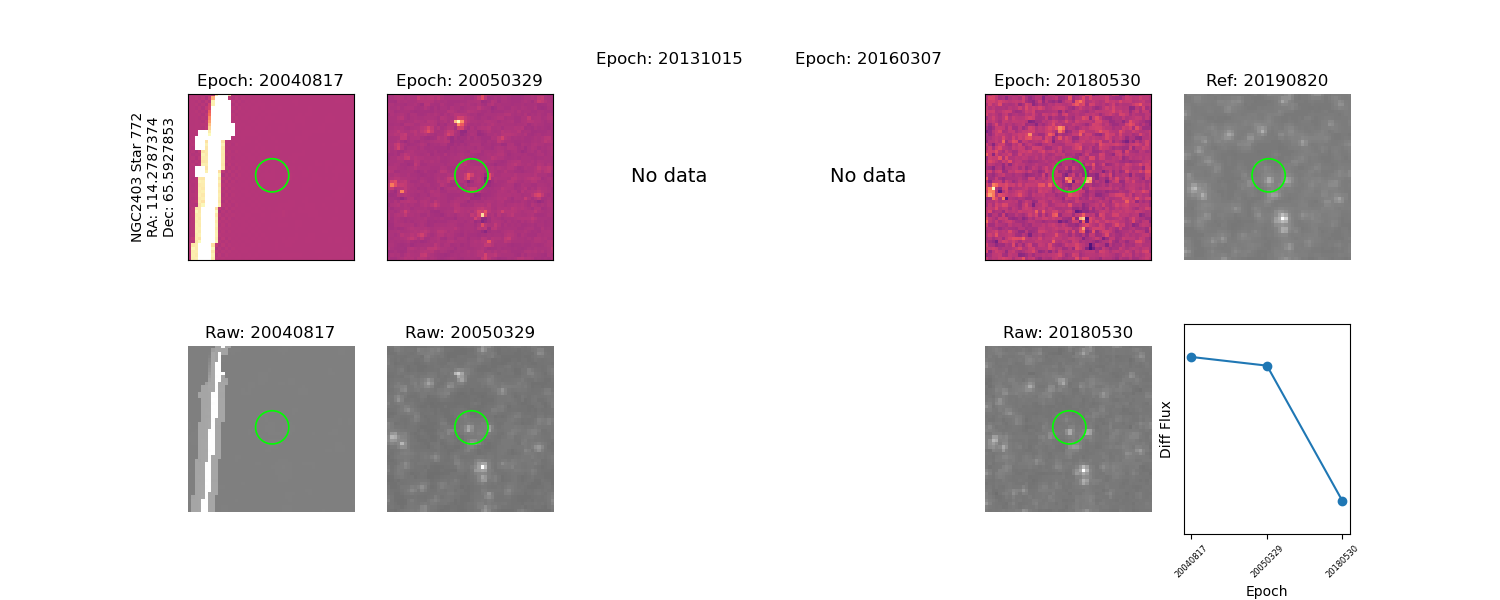 Epoch: 20040817
Epoch: 20050329
Epoch: 20131015
Epoch: 20160307
Epoch: 20180530
Ref: 20190820
NGC2403 Star 772
RA: 114.2787374
Dec: 65.5927853
No data
No data
Raw: 20040817
Raw: 20050329
Raw: 20180530
Diff Flux
20040817
20050329
20180530
Epoch